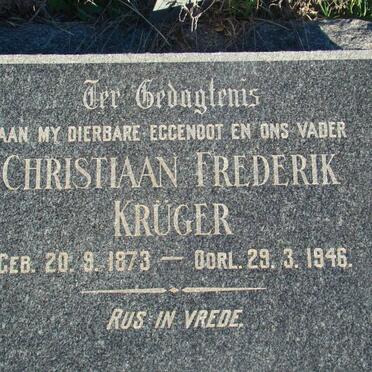 Ter Gedagtenis
AAN MY DIERBARE EGGENOOT EN ONS VADER
CHRISTIAAN FREDERIK
KRÜGER
GEB. 20. 9. 1873 — OORL. 29. 3. 1946.
RUS IN VREDE.